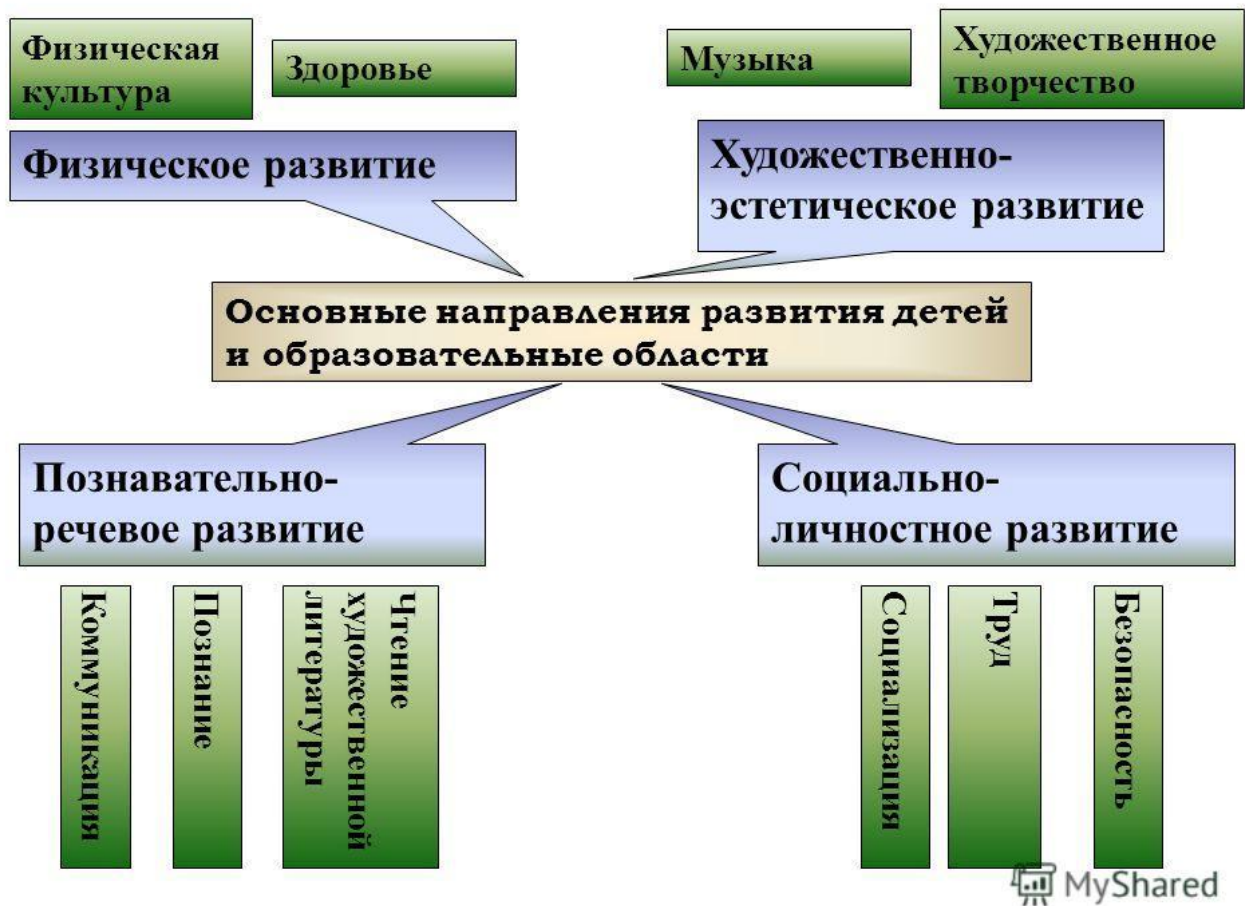 Физическая
культура
Здоровье
Музыка
Художественное
творчество
Физическое развитие
Художественно-
эстетическое развитие
Основные направления развития детей
и образовательные области
Познавательно-
речевое развитие
Социально-
личностное развитие
Коммуникация
Познание
Чтение
художественной
литературы
Социализация
Труд
Безопасность
MyShared